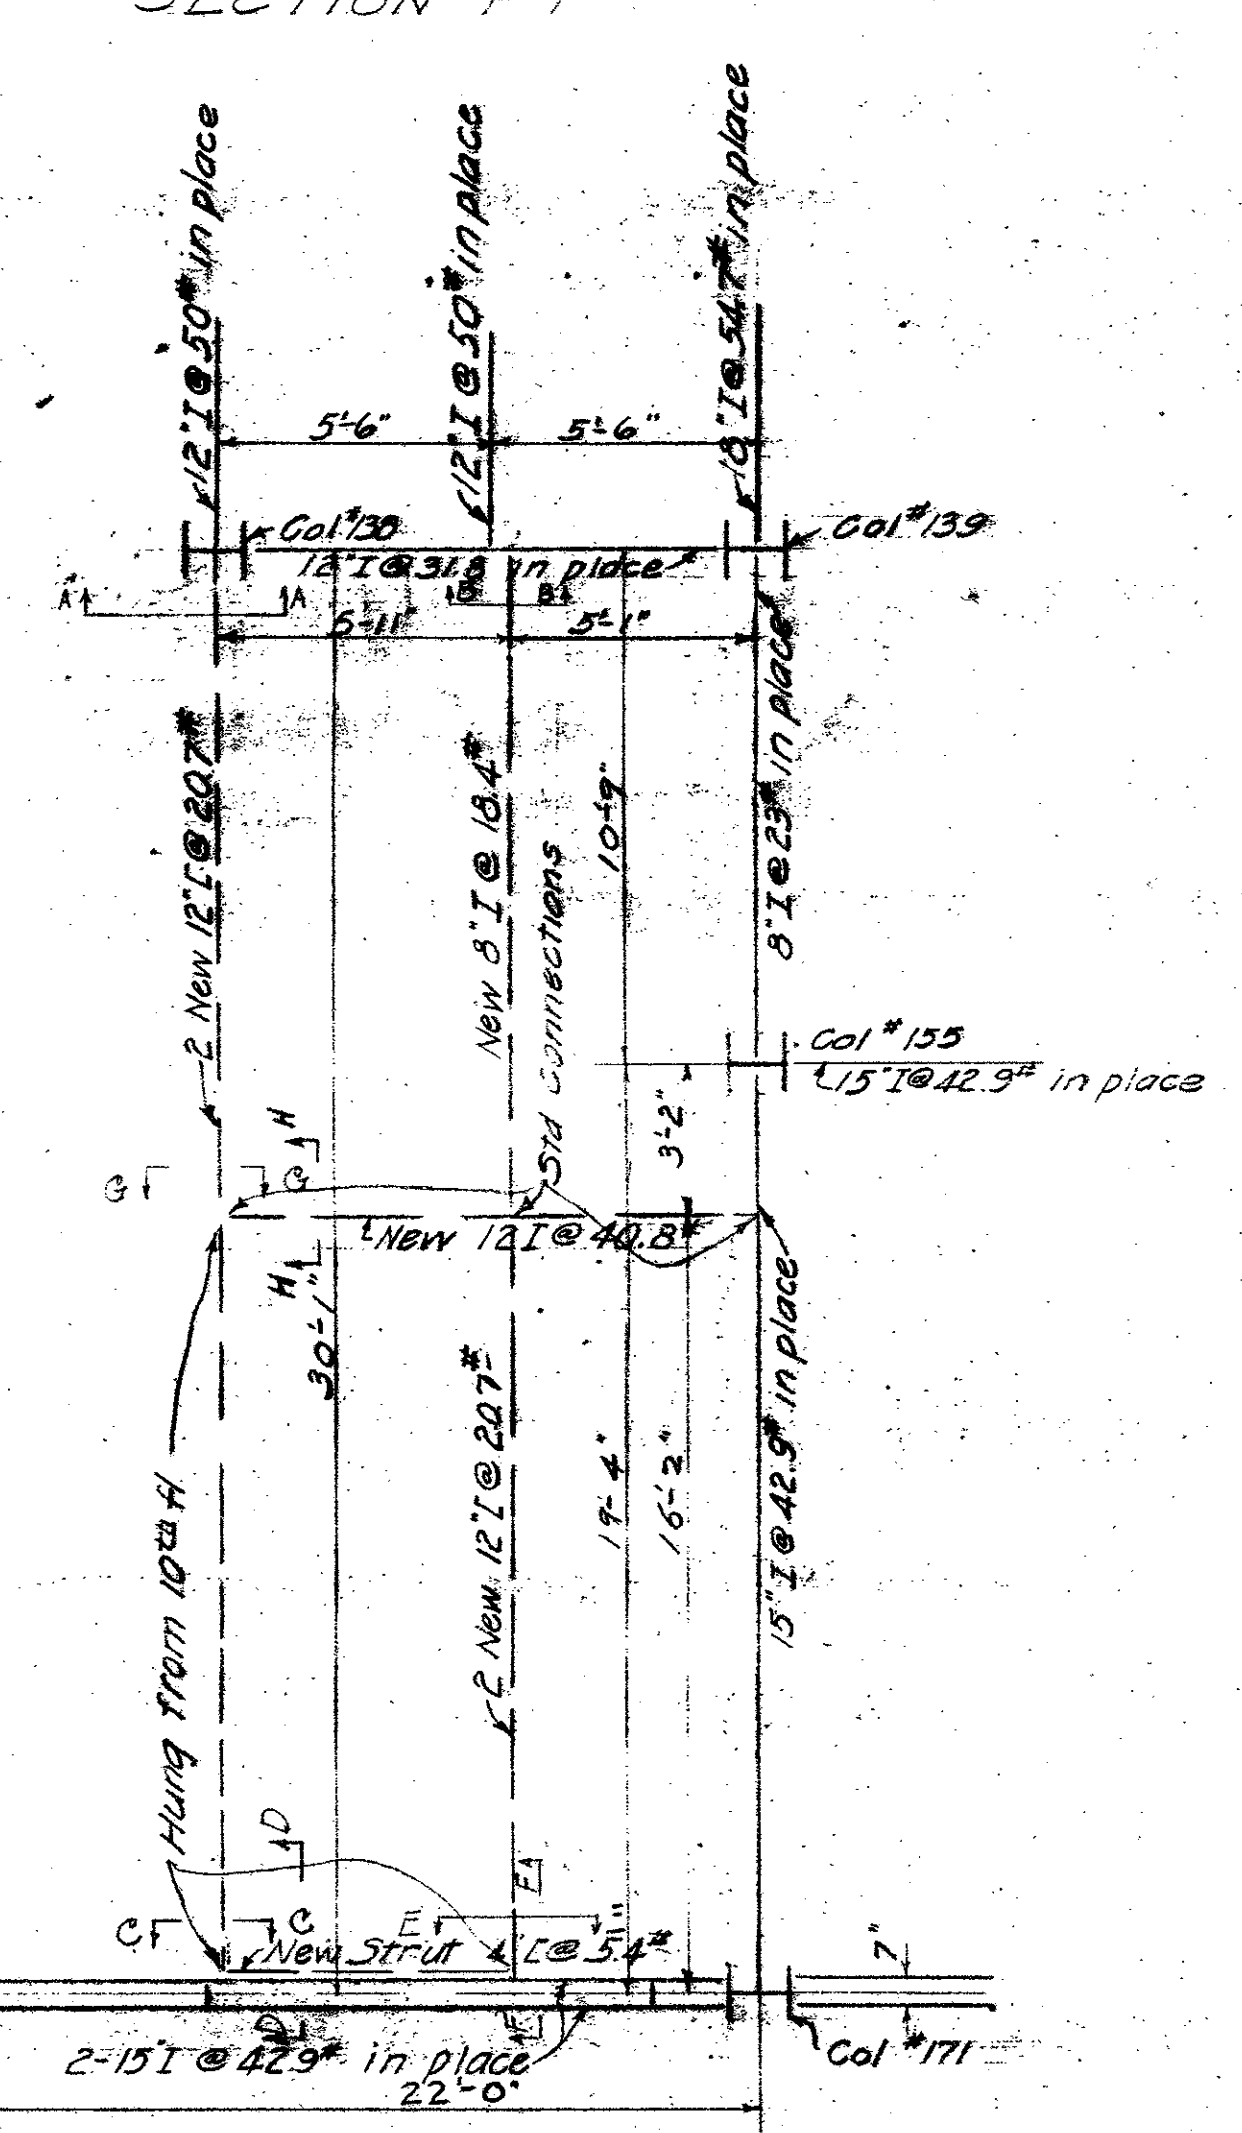 SECTION F-F
12" I @ 50# in place
12" I @ 50# in place
18" I @ 54.7# in place
5'-6"
5'-6"
Col #138
Col #139
12" I @ 31.8 in place
A
A
B
B
5'-11"
5'-1"
2 New 12" [ @ 20.7#
New 8" I @ 18.4#
Std Connections
10'-9"
8" I @ 23# in place
Col #155
15" I @ 42.9# in place
3'-2"
H
G
G
New 12 I @ 40.8#
H
30'-1"
Hung from 10th fl
2 New 12" [ @ 20.7#
19'-4"
16'-2"
15" I @ 42.9# in place
D
F
C
C
E
New Strut 4" [ @ 5.4#
7"
D
F
2-15" I @ 42.9# in place
Col #171
22'-0"